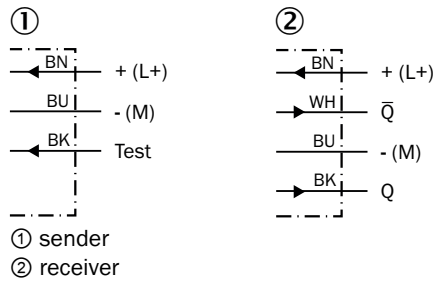 ① ②
BN + (L+)
BU - (M)
BK Test
BN + (L+)
WH Q̅
BU - (M)
BK Q
① sender
② receiver